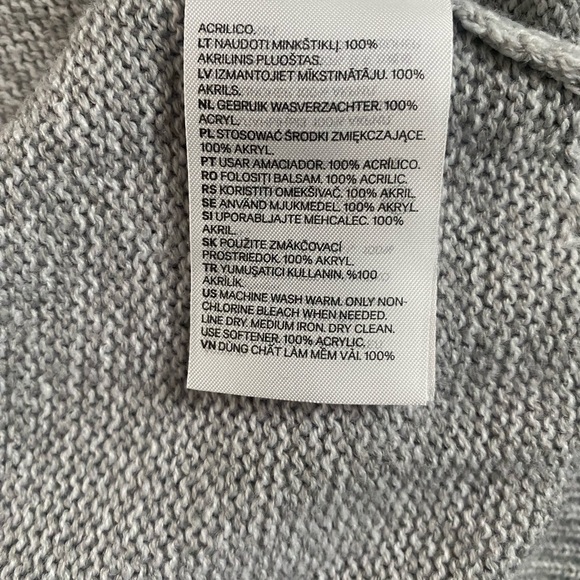 ACRILICO.
LT NAUDOTI MINKŠTIKLĮ. 100%
AKRILINIS PLUOŠTAS.
LV IZMANTOJIET MĪKSTINĀTĀJU. 100%
AKRILS.
NL GEBRUIK WASVERZACHTER. 100%
ACRYL.
PL STOSOWAĆ ŚRODKI ZMIĘKCZAJĄCE.
100% AKRYL.
PT USAR AMACIADOR. 100% ACRÍLICO.
RO FOLOSIȚI BALSAM. 100% ACRILIC.
RS KORISTITI OMEKŠIVAČ. 100% AKRIL.
SE ANVÄND MJUKMEDEL. 100% AKRYL.
SI UPORABLJAJTE MEHČALEC. 100%
AKRIL.
SK POUŽITE ZMÄKČOVACÍ
PROSTRIEDOK. 100% AKRYL.
TR YUMUŞATICI KULLANIN. %100
AKRİLİK.
US MACHINE WASH WARM. ONLY NON-
CHLORINE BLEACH WHEN NEEDED.
LINE DRY. MEDIUM IRON. DRY CLEAN.
USE SOFTENER. 100% ACRYLIC.
VN DÙNG CHẤT LÀM MỀM VẢI. 100%